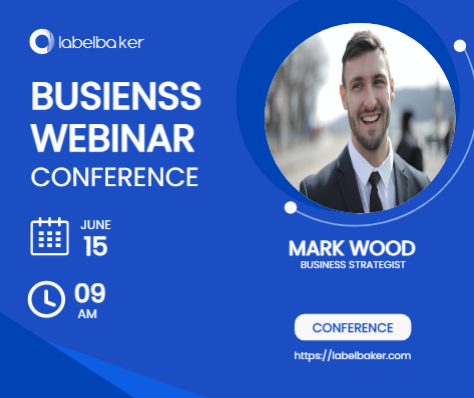 labelbaker
BUSIENSS
WEBINAR
CONFERENCE
JUNE
15
09
AM
MARK WOOD
BUSINESS STRATEGIST
CONFERENCE
https://labelbaker.com